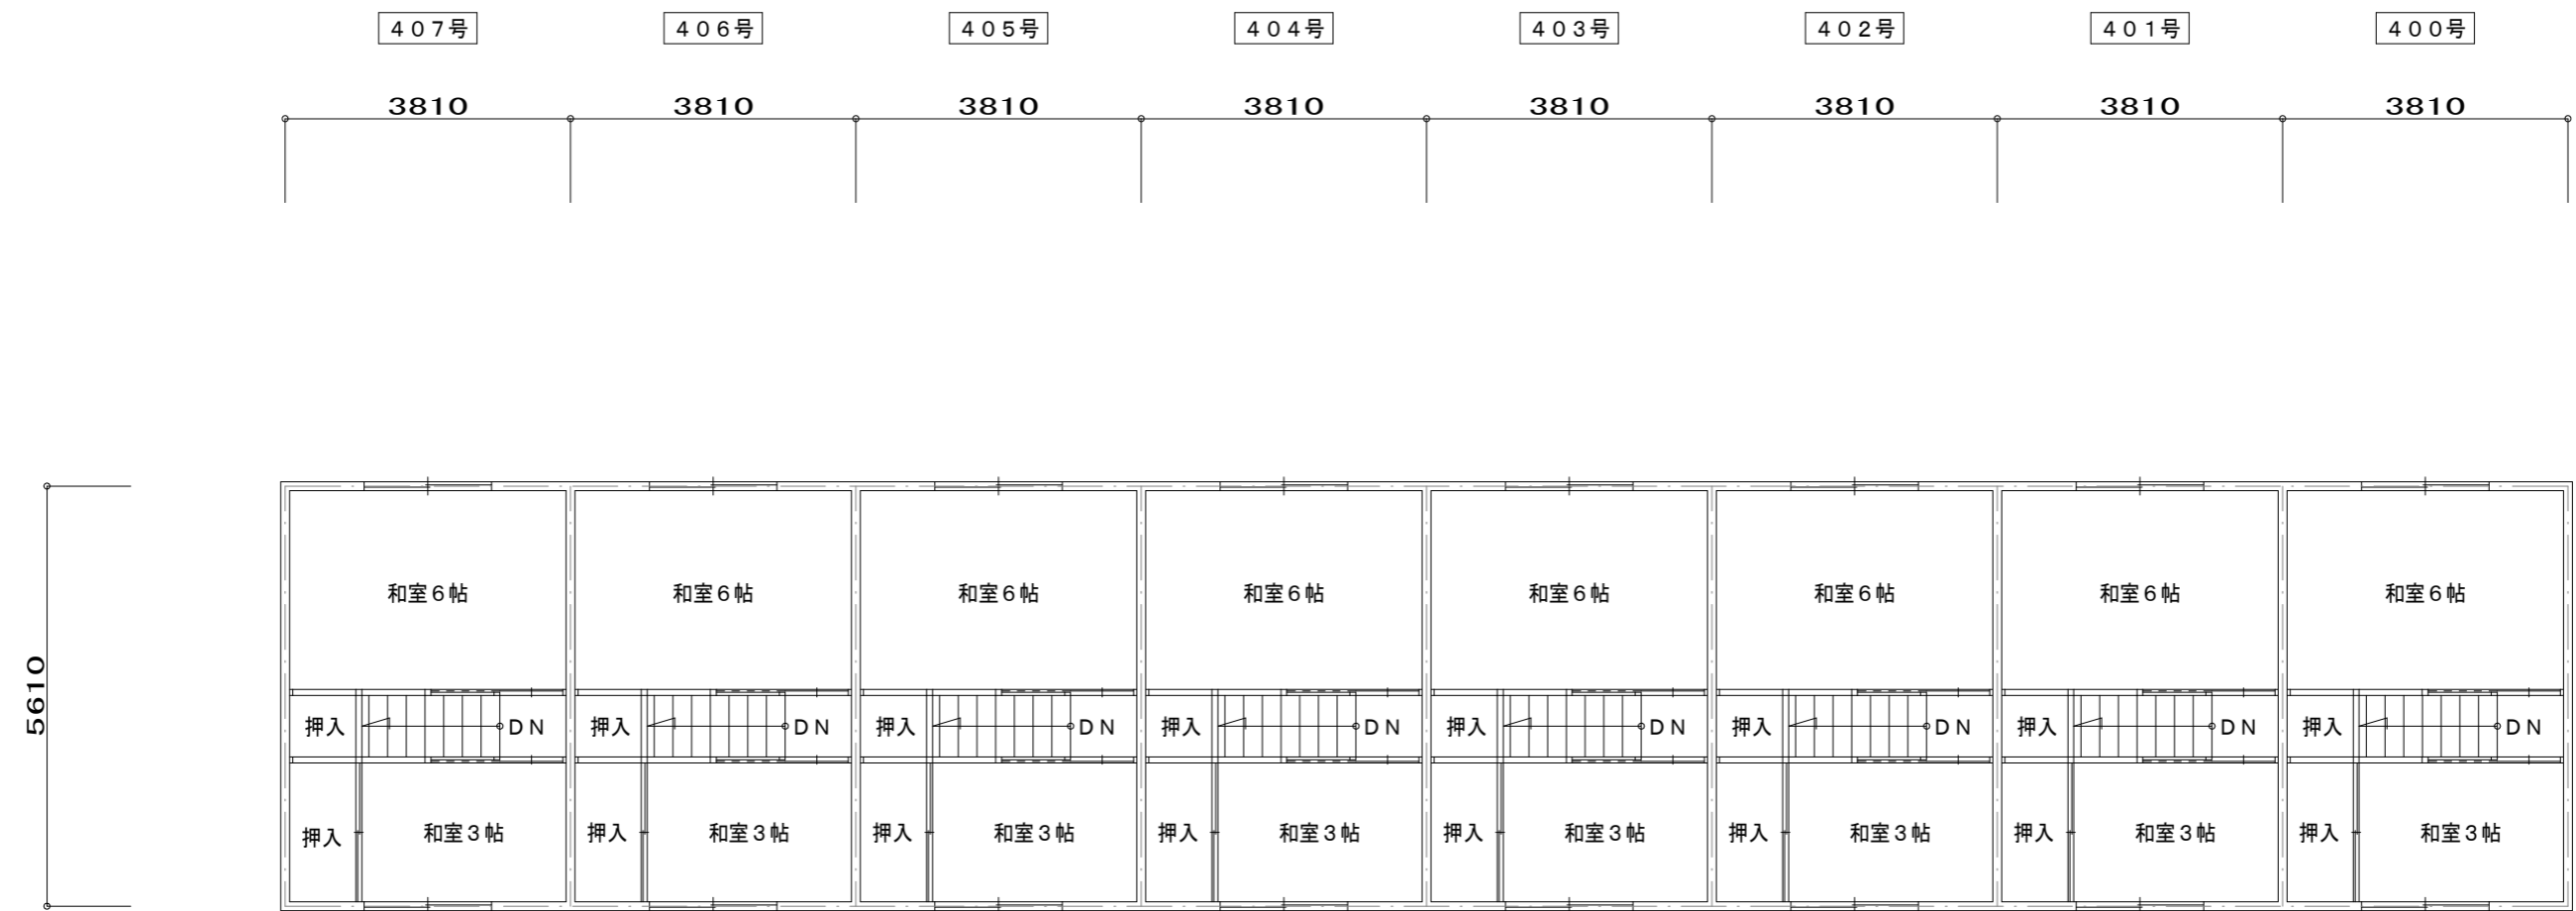 ４０７号 ４０６号 ４０５号 ４０４号 ４０３号 ４０２号 ４０１号 ４００号
3810 3810 3810 3810 3810 3810 3810 3810
和室６帖 和室６帖 和室６帖 和室６帖 和室６帖 和室６帖 和室６帖 和室６帖
5610
押入 ＤＮ 押入 ＤＮ 押入 ＤＮ 押入 ＤＮ 押入 ＤＮ 押入 ＤＮ 押入 ＤＮ 押入 ＤＮ
押入 和室３帖 押入 和室３帖 押入 和室３帖 押入 和室３帖 押入 和室３帖 押入 和室３帖 押入 和室３帖 押入 和室３帖